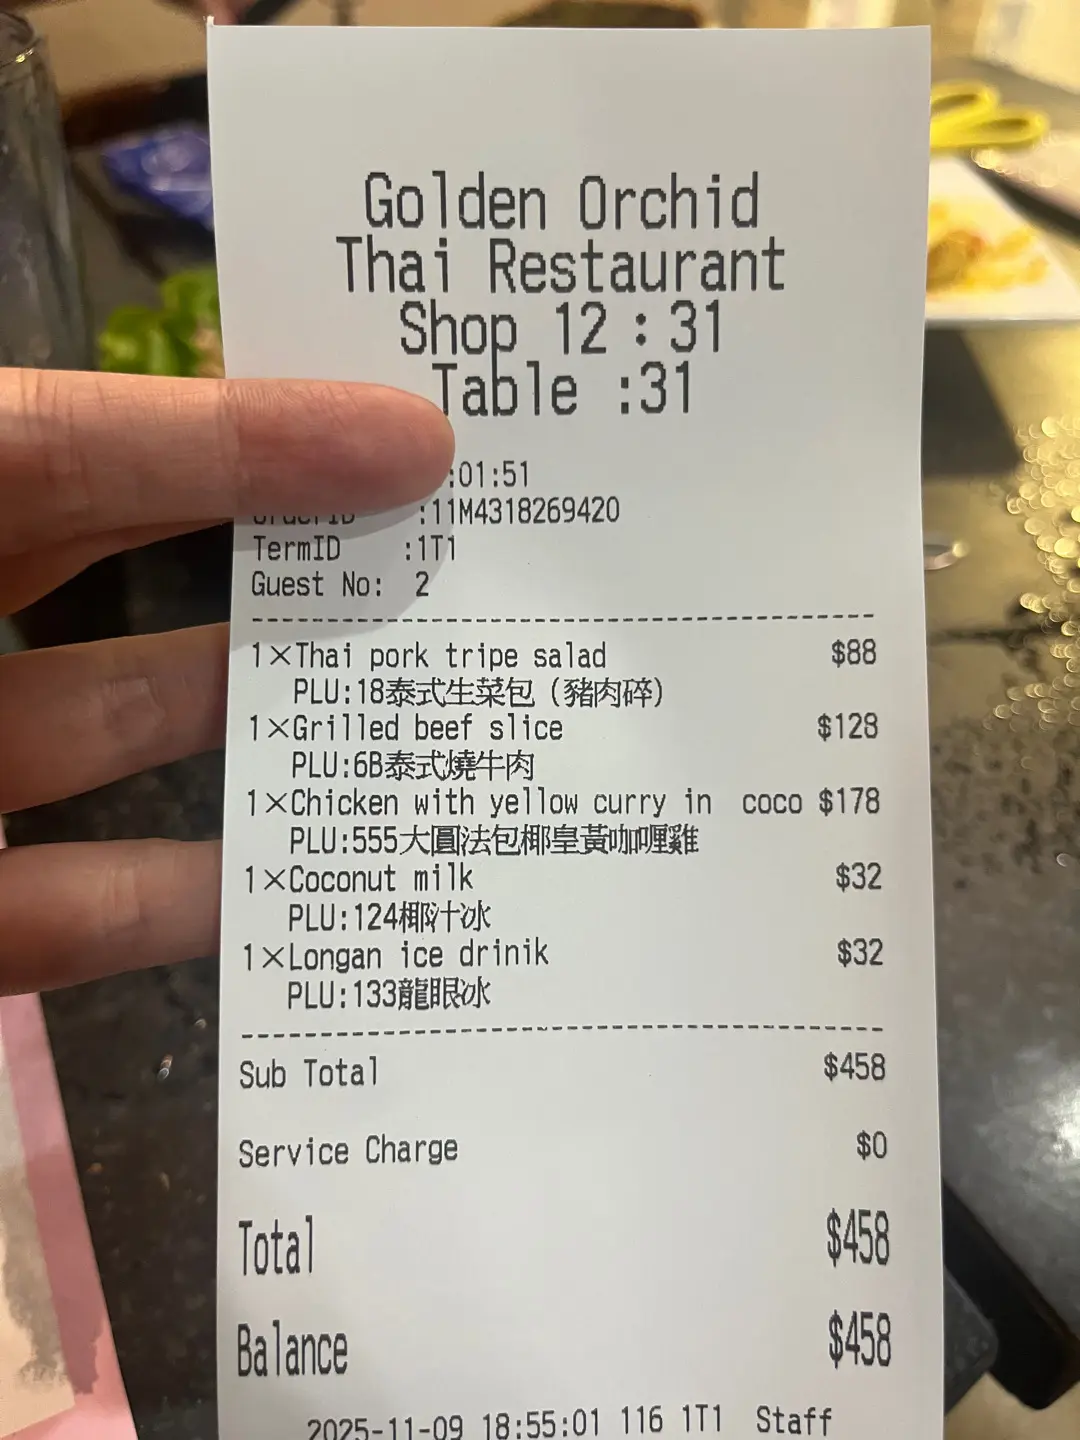 Golden Orchid
Thai Restaurant
Shop 12 : 31
Table :31
:01:51
OrderID :11M4318269420
TermID :1T1
Guest No: 2
1×Thai pork tripe salad $88
PLU:18泰式生菜包（豬肉碎）
1×Grilled beef slice $128
PLU:6B泰式燒牛肉
1×Chicken with yellow curry in coco $178
PLU:555大圓法包椰皇黃咖喱雞
1×Coconut milk $32
PLU:124椰汁冰
1×Longan ice drinik $32
PLU:133龍眼冰
Sub Total $458
Service Charge $0
Total $458
Balance $458
2025-11-09 18:55:01 116 1T1 Staff